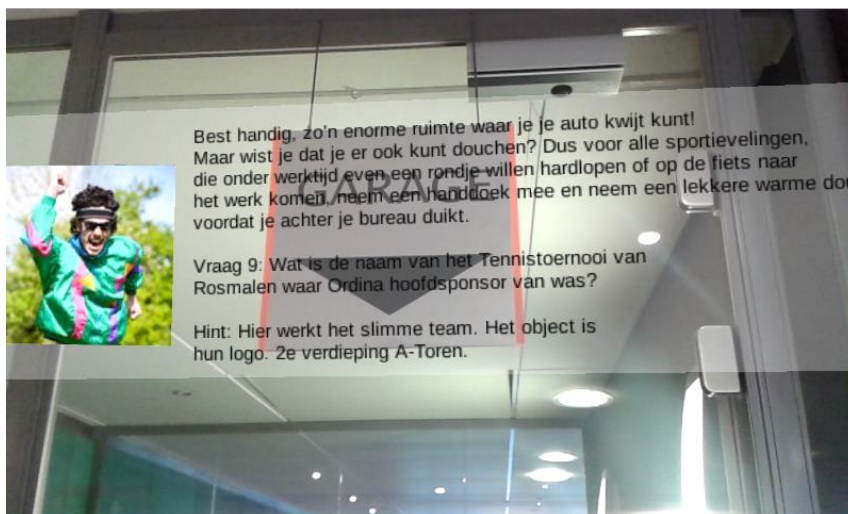 Best handig, zo'n enorme ruimte waar je je auto kwijt kunt!
Maar wist je dat je er ook kunt douchen? Dus voor alle sportievelingen,
die onder werktijd even een rondje willen hardlopen of op de fiets naar
het werk komen, neem een handdoek mee en neem een lekkere warme dou
voordat je achter je bureau duikt.
GARAGE
Vraag 9: Wat is de naam van het Tennistoernooi van
Rosmalen waar Ordina hoofdsponsor van was?
Hint: Hier werkt het slimme team. Het object is
hun logo. 2e verdieping A-Toren.